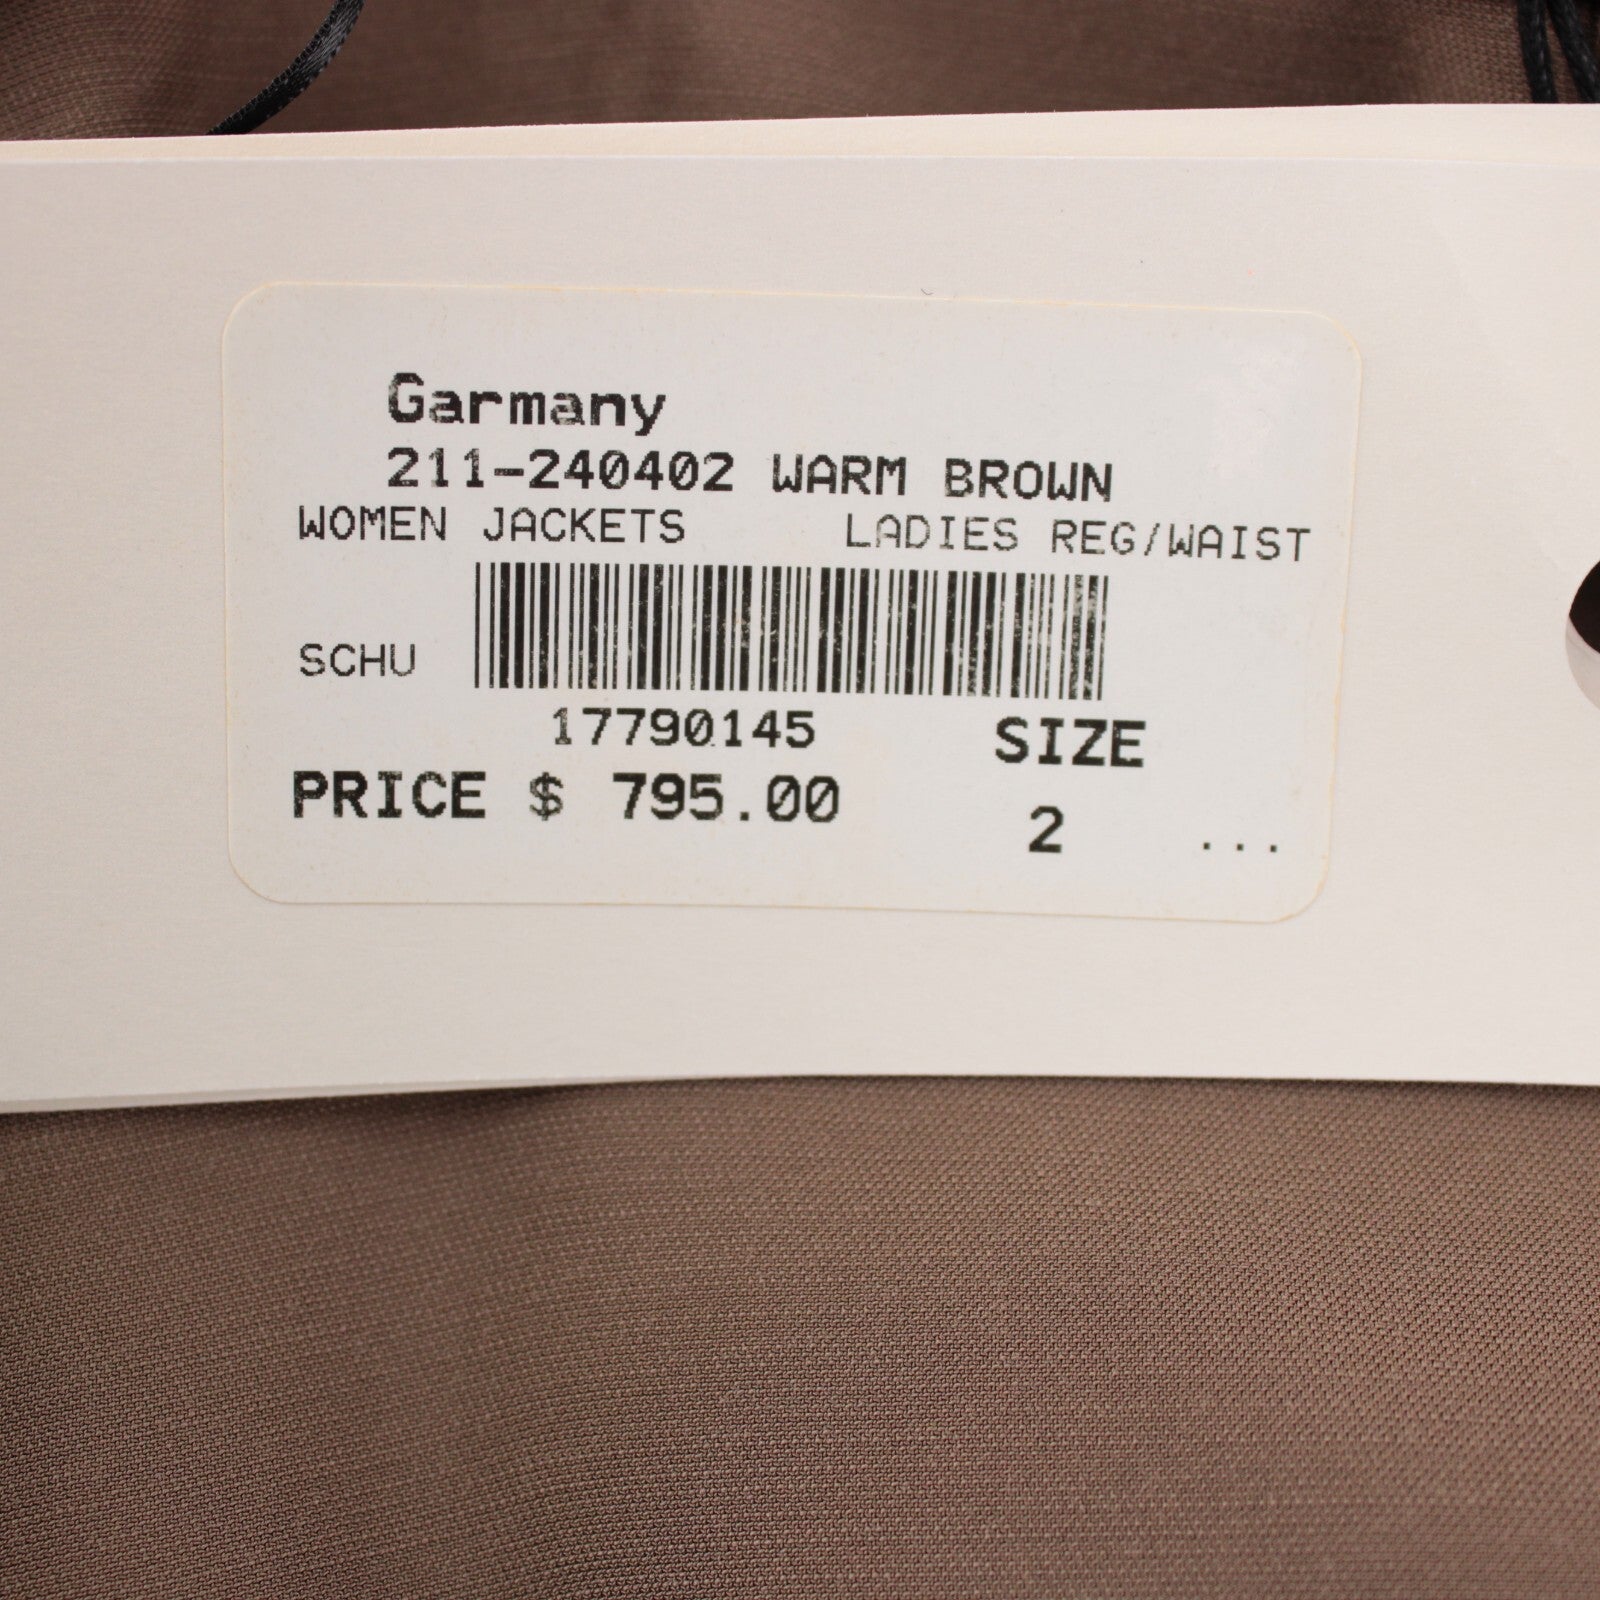 Garmany
211-240402 WARM BROWN
WOMEN JACKETS LADIES REG/WAIST
SCHU
17790145 SIZE
PRICE $ 795.00
2 ...